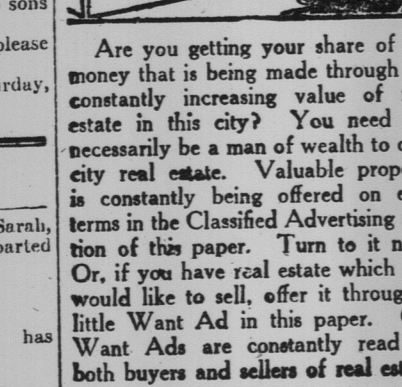 sons
please
Sarah,
parted
has
Are you getting your share of
money that is being made through
constantly increasing value of
estate in this city? You need
necessarily be a man of wealth to
city real estate. Valuable
is constantly being offered on
terms in the Classified Advertising
tion of this paper. Turn to it
Or, if you have real estate which
would like to sell, offer it
little Want Ad in this paper.
Want Ads are constantly read
both buyers and sellers of real